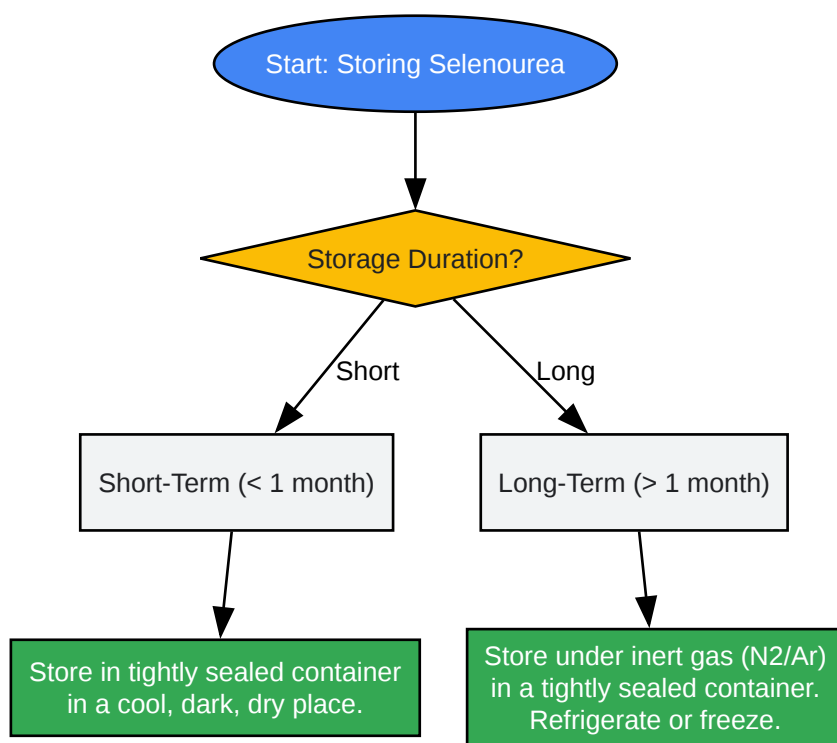 Start: Storing Selenourea
Storage Duration?
Short
Long
Short-Term (< 1 month)
Long-Term (> 1 month)
Store in tightly sealed container
in a cool, dark, dry place.
Store under inert gas (N2/Ar)
in a tightly sealed container.
Refrigerate or freeze.